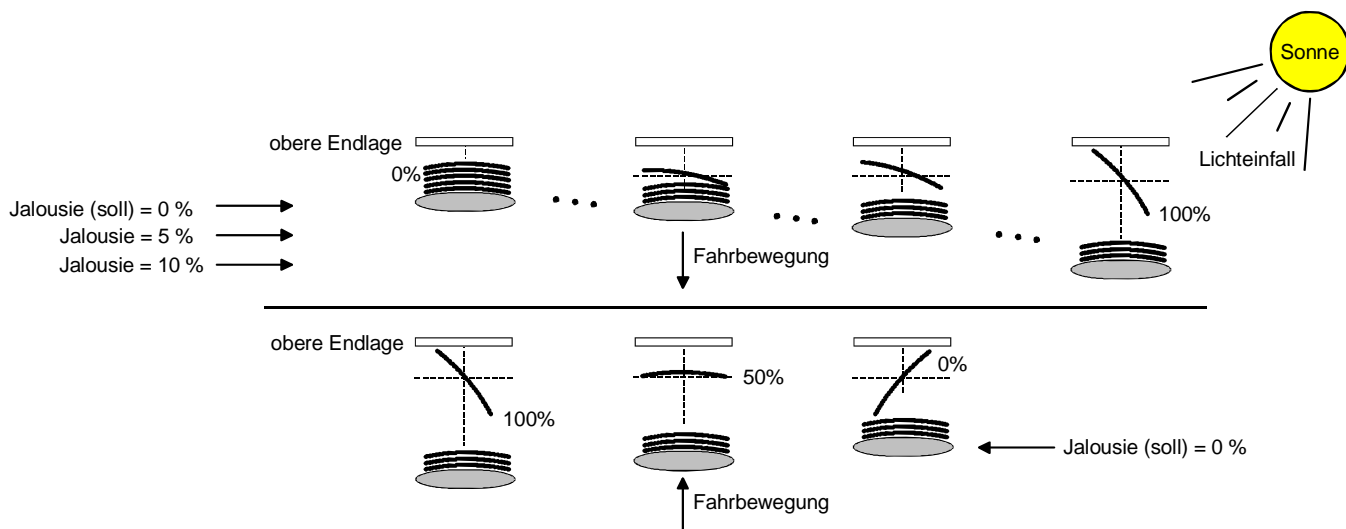 Sonne
obere Endlage
Lichteinfall
0%
Jalousie (soll) = 0 %
100%
Jalousie = 5 %
Fahrbewegung
Jalousie = 10 %
obere Endlage
0%
50%
100%
Jalousie (soll) = 0 %
Fahrbewegung